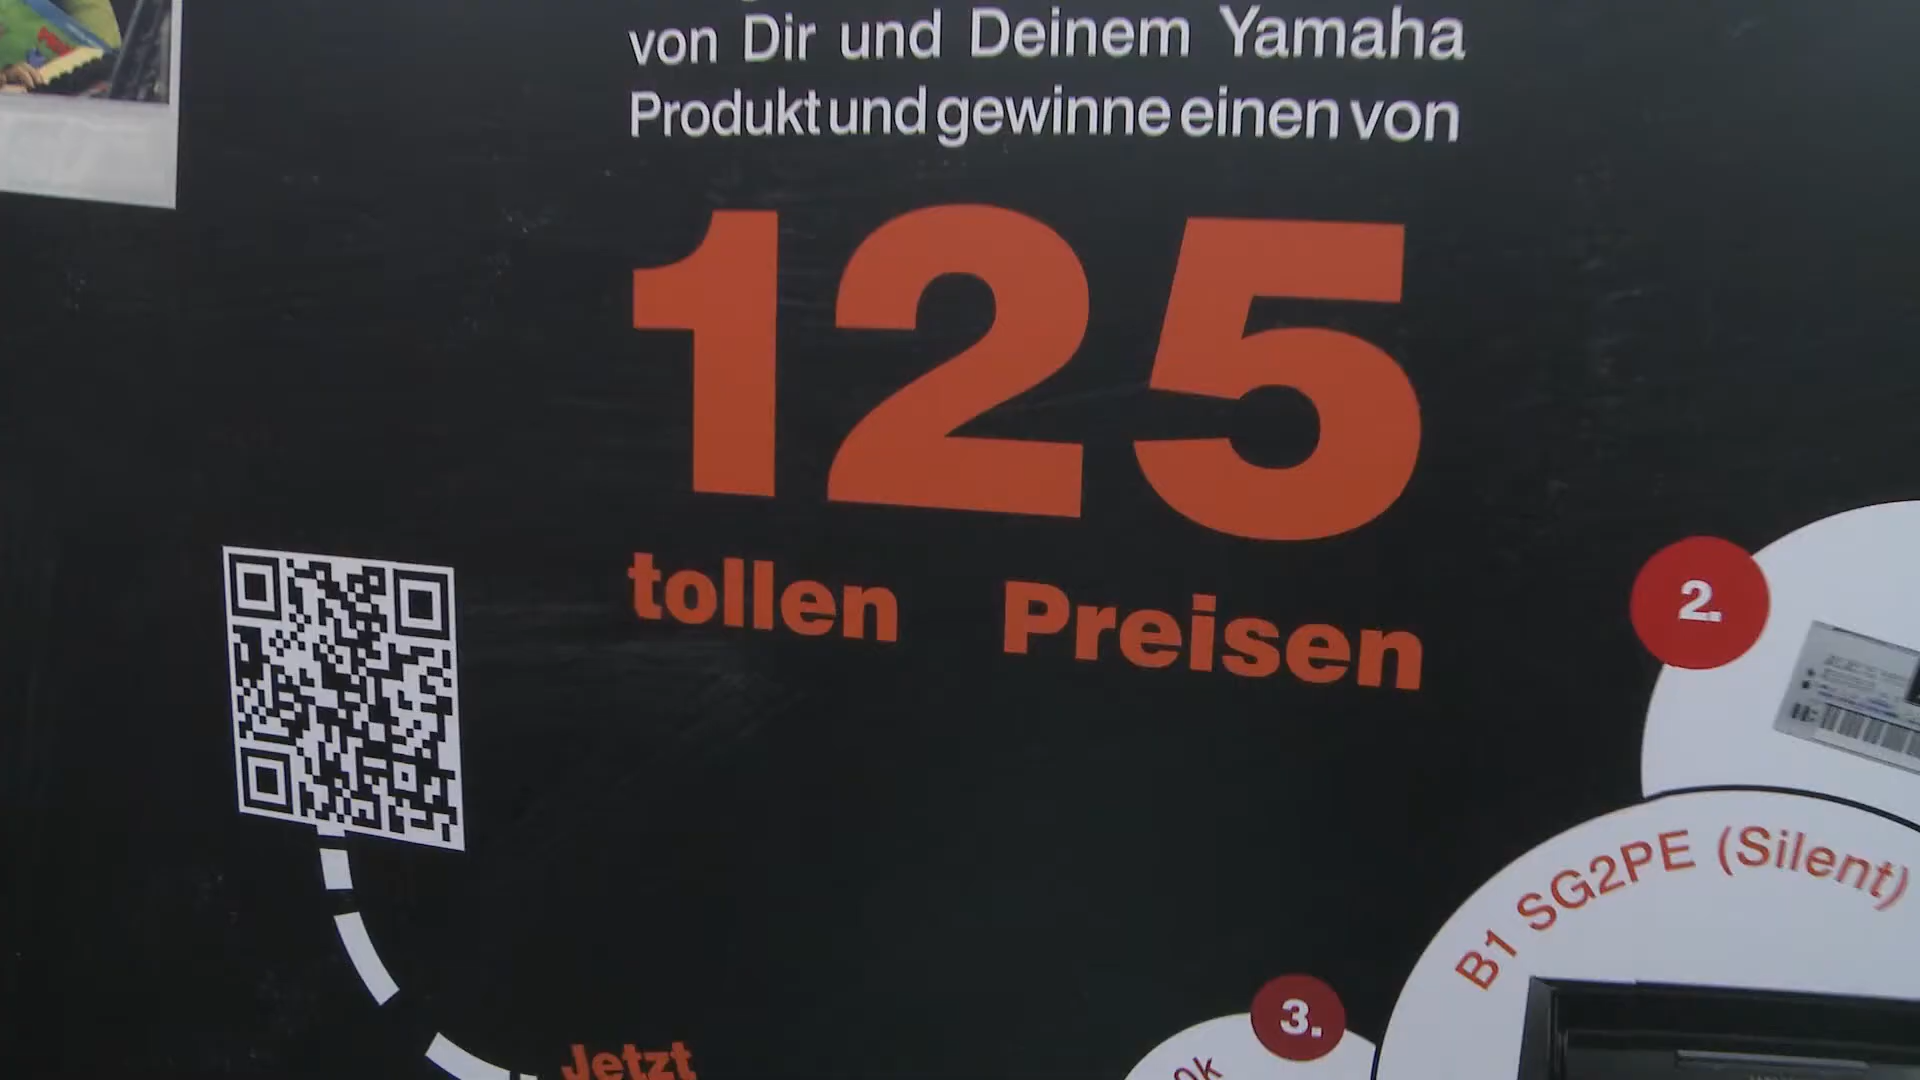 von Dir und Deinem Yamaha
Produkt und gewinne einen von
125
tollen Preisen
2.
B1 SG2PE (Silent)
3.
Jetzt